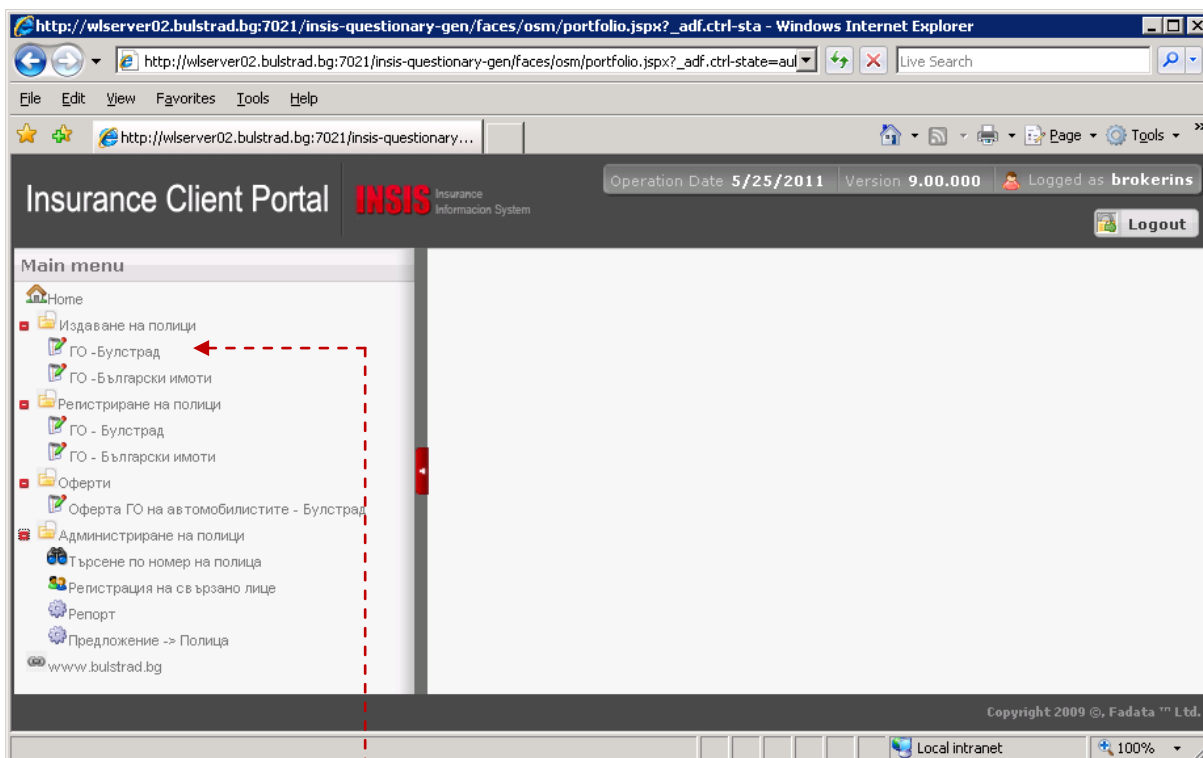 http://wlserver02.bulstrad.bg:7021/insis-questionary-gen/faces/osm/portfolio.jspx?_adf.ctrl-sta - Windows Internet Explorer
http://wlserver02.bulstrad.bg:7021/insis-questionary-gen/faces/osm/portfolio.jspx?_adf.ctrl-state=aul
Live Search
File Edit View Favorites Tools Help
http://wlserver02.bulstrad.bg:7021/insis-questionary...
Page Tools »
Insurance Client Portal
INSIS Insurance
Informacion System
Operation Date 5/25/2011 Version 9.00.000 Logged as brokerins
Logout
Main menu
Home
Издаване на полици
ГО -Булстрад
ГО -Български имоти
Регистриране на полици
ГО - Булстрад
ГО - Български имоти
Оферти
Оферта ГО на автомобилистите - Булстрад
Администриране на полици
Търсене по номер на полица
Регистрация на свързано лице
Репорт
Предложение -> Полица
www.bulstrad.bg
Copyright 2009 ©, Fadata ™ Ltd.
Local intranet
100%